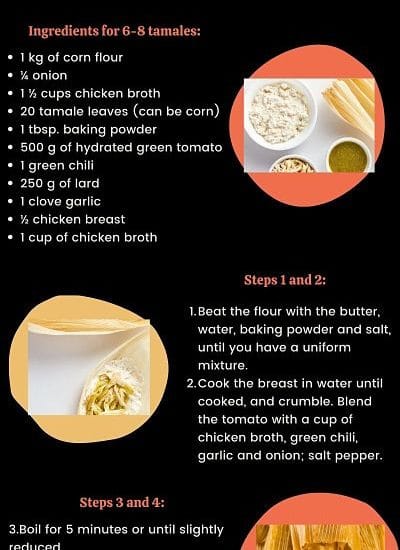 Ingredients for 6-8 tamales:
1 kg of corn flour
¼ onion
1 ½ cups chicken broth
20 tamale leaves (can be corn)
1 tbsp. baking powder
500 g of hydrated green tomato
1 green chili
250 g of lard
1 clove garlic
½ chicken breast
1 cup of chicken broth
Steps 1 and 2:
1.Beat the flour with the butter,
water, baking powder and salt,
until you have a uniform
mixture.
2.Cook the breast in water until
cooked, and crumble. Blend
the tomato with a cup of
chicken broth, green chili,
garlic and onion; salt pepper.
Steps 3 and 4:
3.Boil for 5 minutes or until slightly
reduced